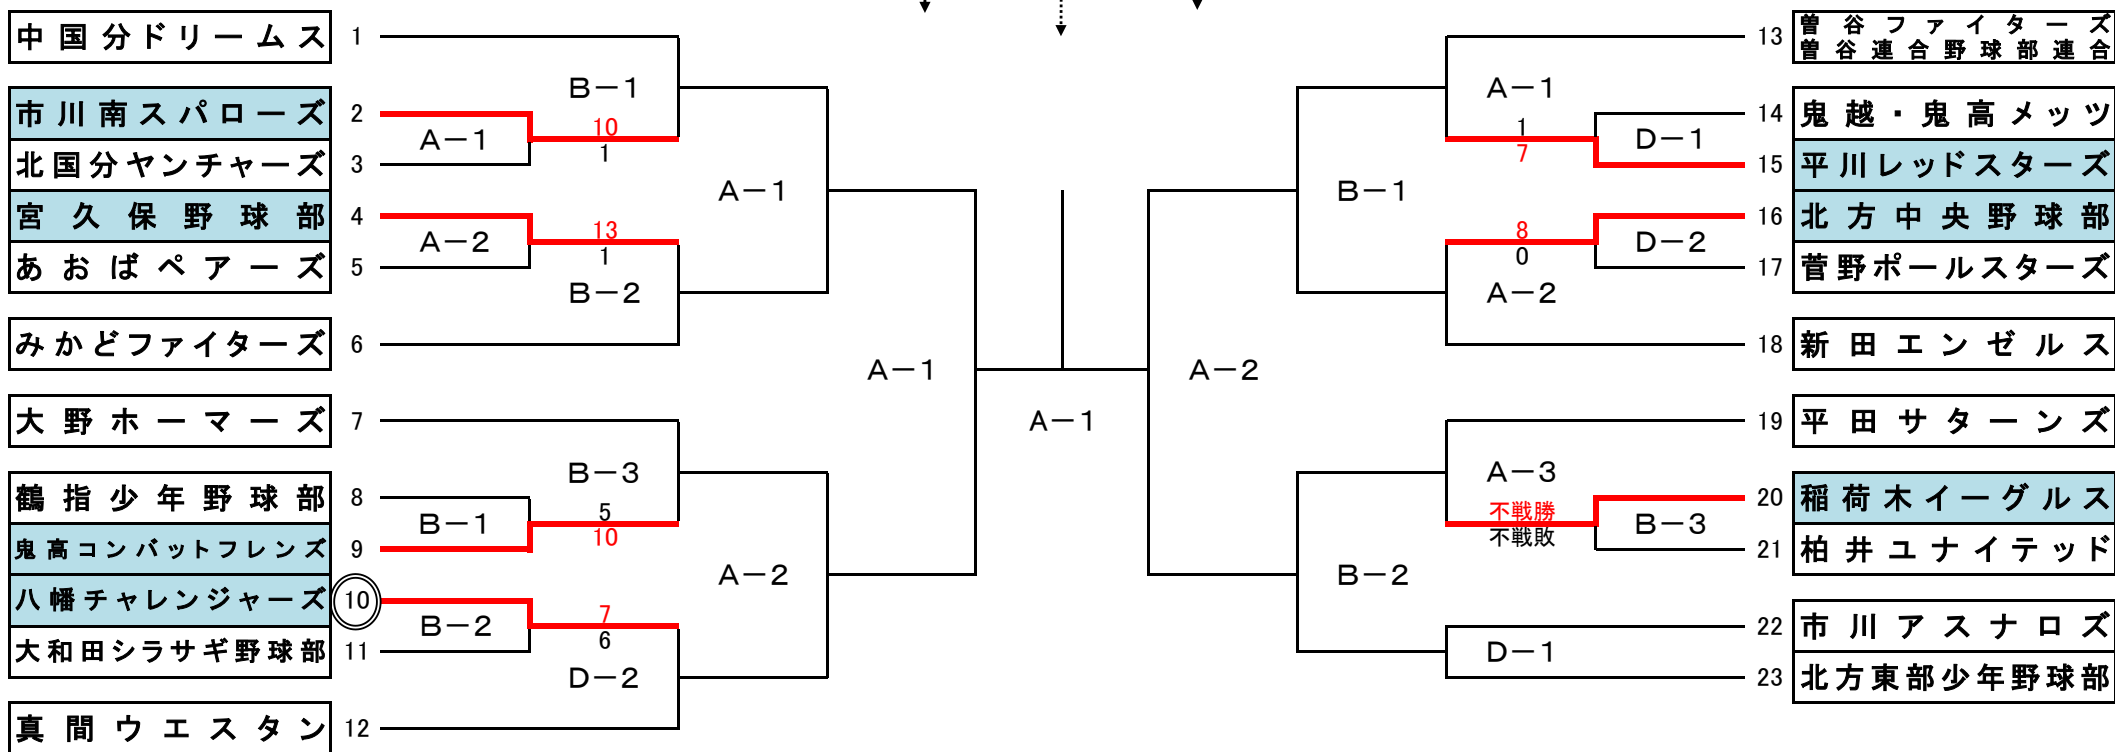 中国分ドリームス 1
市川南スパローズ 2
北国分ヤンチャーズ 3
宮久保野球部 4
あおばペアーズ 5
みかどファイターズ 6
大野ホーマーズ 7
鶴指少年野球部 8
鬼高コンバットフレンズ 9
八幡チャレンジャーズ 10
大和田シラサギ野球部 11
真間ウエスタン 12
A－1
A－2
B－1
B－2
B－1
10
1
13
1
B－2
B－3
5
10
7
6
D－2
A－1
A－2
A－1
A－1
A－2
B－1
B－2
A－1
1
7
8
0
A－2
A－3
不戦勝
不戦敗
D－1
D－1
D－2
B－3
13 曽谷ファイターズ
曽谷連合野球部連合
14 鬼越・鬼高メッツ
15 平川レッドスターズ
16 北方中央野球部
17 菅野ポールスターズ
18 新田エンゼルス
19 平田サターンズ
20 稲荷木イーグルス
21 柏井ユナイテッド
22 市川アスナロズ
23 北方東部少年野球部